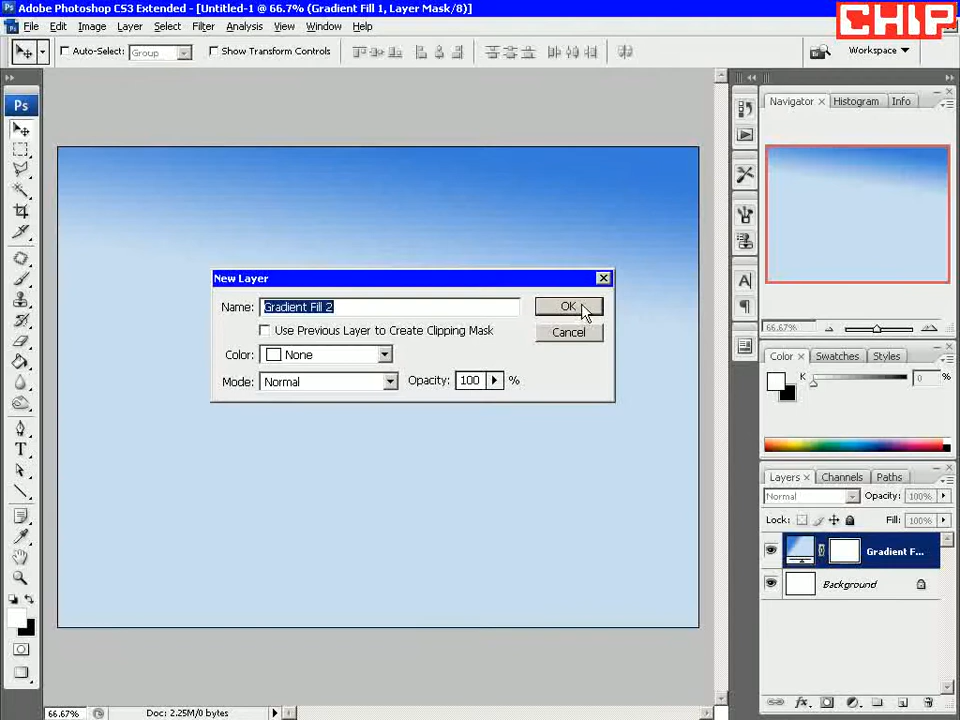 Adobe Photoshop CS3 Extended - [Untitled-1 @ 66.7% (Gradient Fill 1, Layer Mask/8)]
CHIP
File Edit Image Layer Select Filter Analysis View Window Help
Auto-Select: Group Show Transform Controls Workspace
Ps
Navigator Histogram Info
New Layer
Name: Gradient Fill 2 OK
Use Previous Layer to Create Clipping Mask Cancel
Color: None
Mode: Normal Opacity: 100 %
66.67%
Color Swatches Styles
K 0 %
Layers Channels Paths
Normal Opacity: 100%
Lock: Fill: 100%
Gradient F...
Background
66.67% Doc: 2.25M/0 bytes